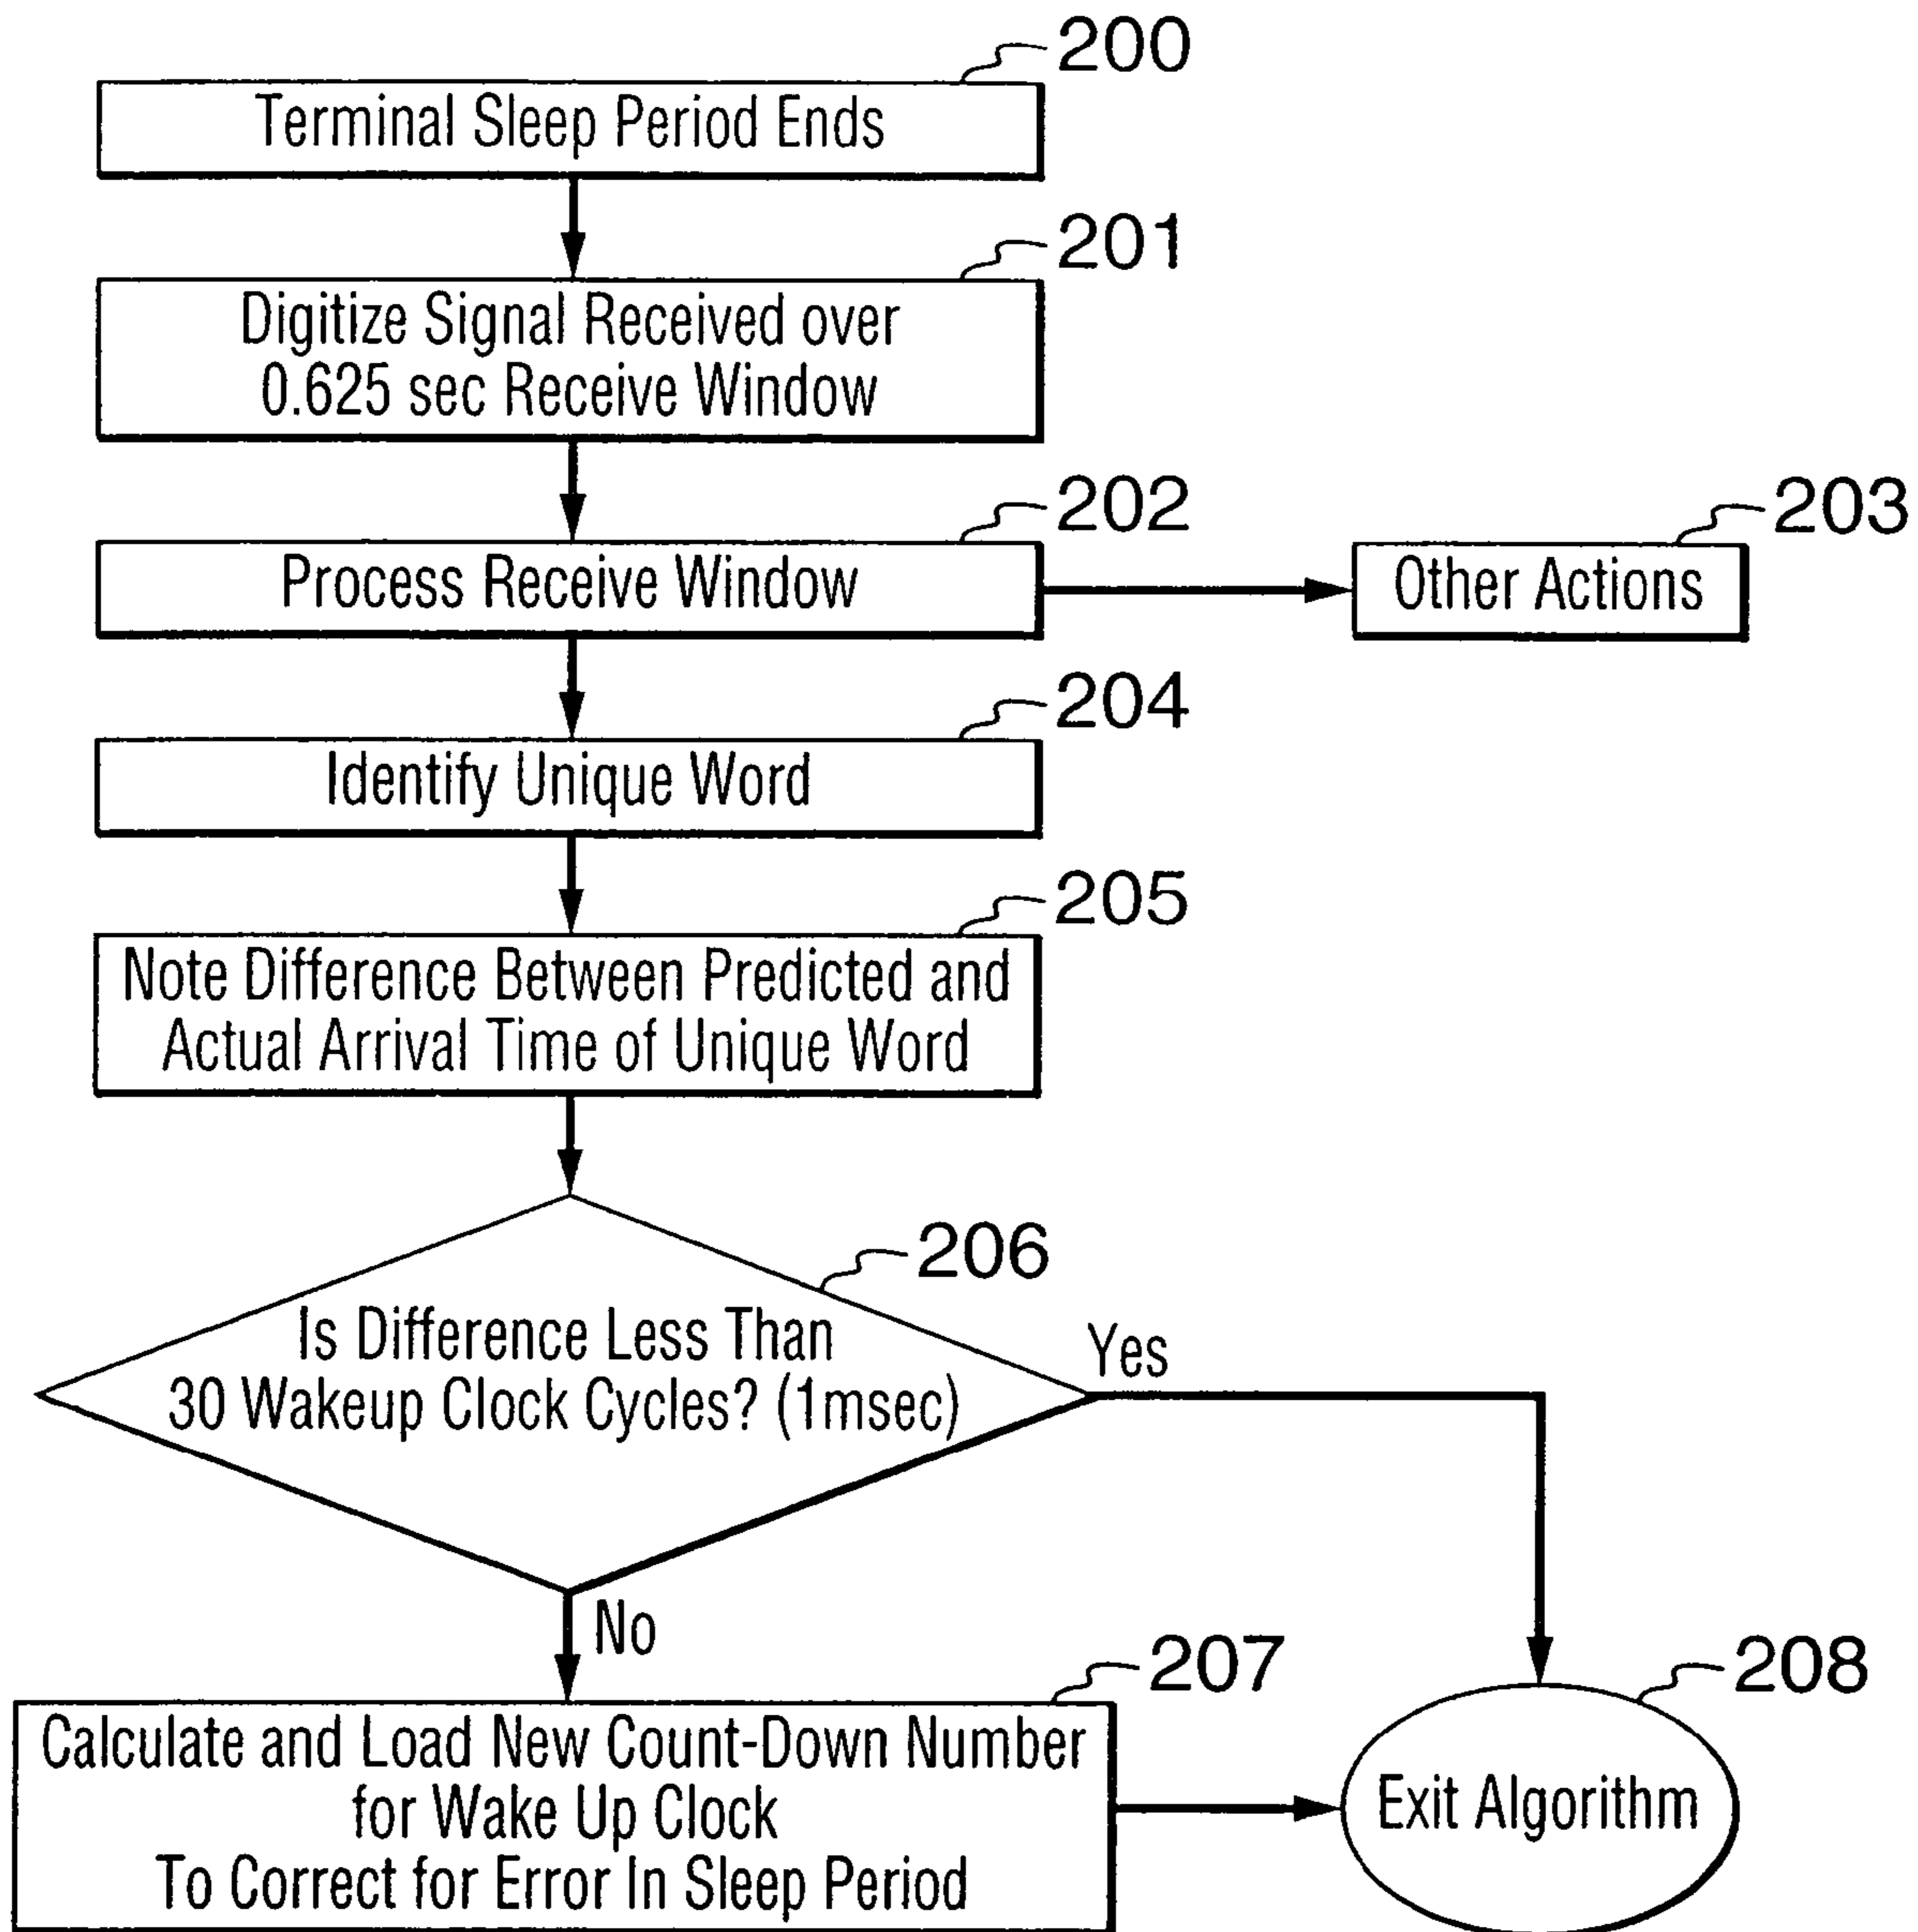 200
Terminal Sleep Period Ends
201
Digitize Signal Received over
0.625 sec Receive Window
202
Process Receive Window
203
Other Actions
204
Identify Unique Word
205
Note Difference Between Predicted and
Actual Arrival Time of Unique Word
206
Is Difference Less Than
30 Wakeup Clock Cycles? (1msec)
Yes
No
207
Calculate and Load New Count-Down Number
for Wake Up Clock
To Correct for Error In Sleep Period
208
Exit Algorithm